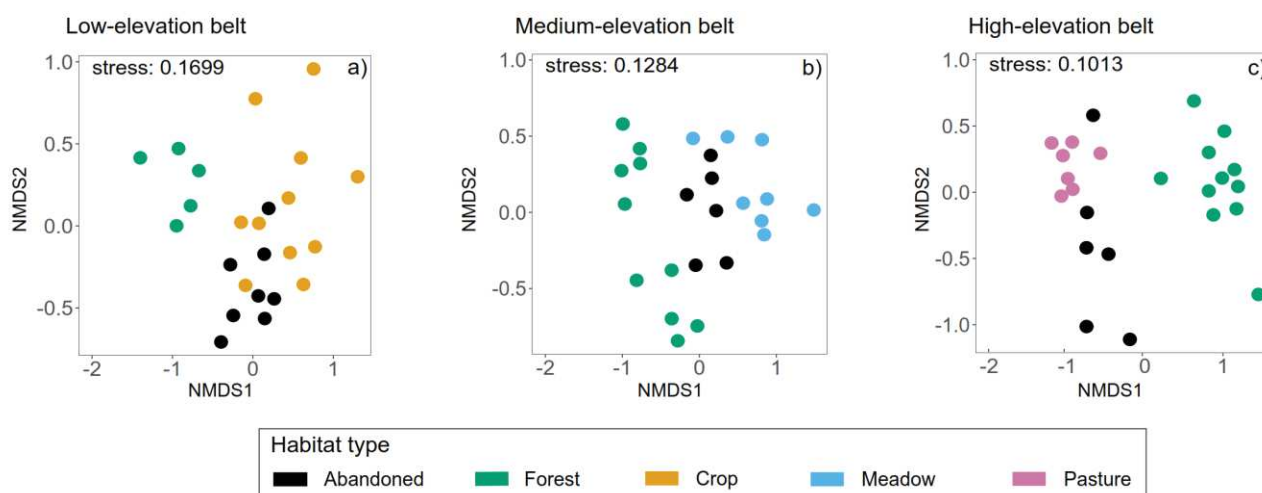 Low-elevation belt
Medium-elevation belt
High-elevation belt
stress: 0.1699
a)
1.0
0.5
0.0
-0.5
NMDS2
-2
-1
0
1
NMDS1
stress: 0.1284
b)
1.0
0.5
0.0
-0.5
NMDS2
-2
-1
0
1
NMDS1
stress: 0.1013
c)
1.0
0.5
0.0
-0.5
-1.0
NMDS2
-2
-1
0
1
NMDS1
Habitat type
Abandoned Forest Crop Meadow Pasture